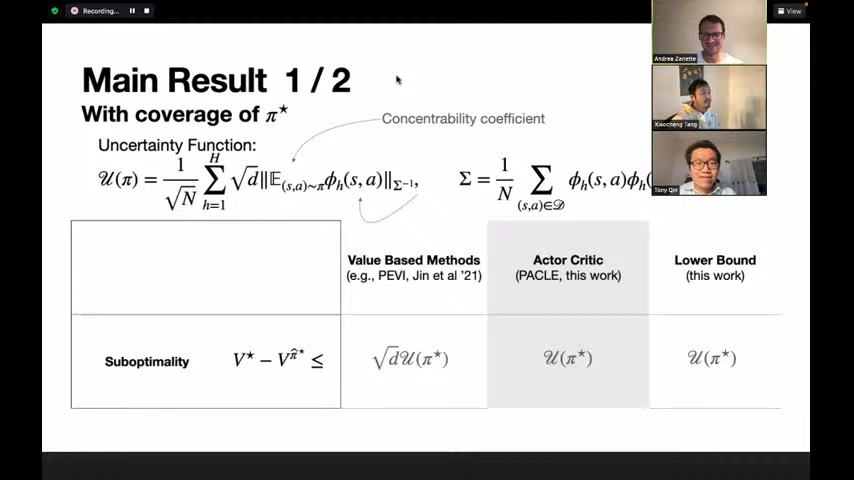 Recording...
View
Andrea Zanette
Xiaocheng Tang
Tony Qin
Main Result 1 / 2
With coverage of π⋆
Concentrability coefficient
Uncertainty Function:
𝒰(π) = 1/√N ∑_{h=1}^{H} √d‖𝔼_{(s,a)∼π}ϕ_h(s, a)‖_{Σ^{-1}}, Σ = 1/N ∑_{(s,a)∈𝒟} ϕ_h(s, a)ϕ_h(
Value Based Methods Actor Critic Lower Bound
(e.g., PEVI, Jin et al '21) (PACLE, this work) (this work)
Suboptimality V^⋆ − V^{π̂^⋆} ≤ √d𝒰(π^⋆) 𝒰(π^⋆) 𝒰(π^⋆)